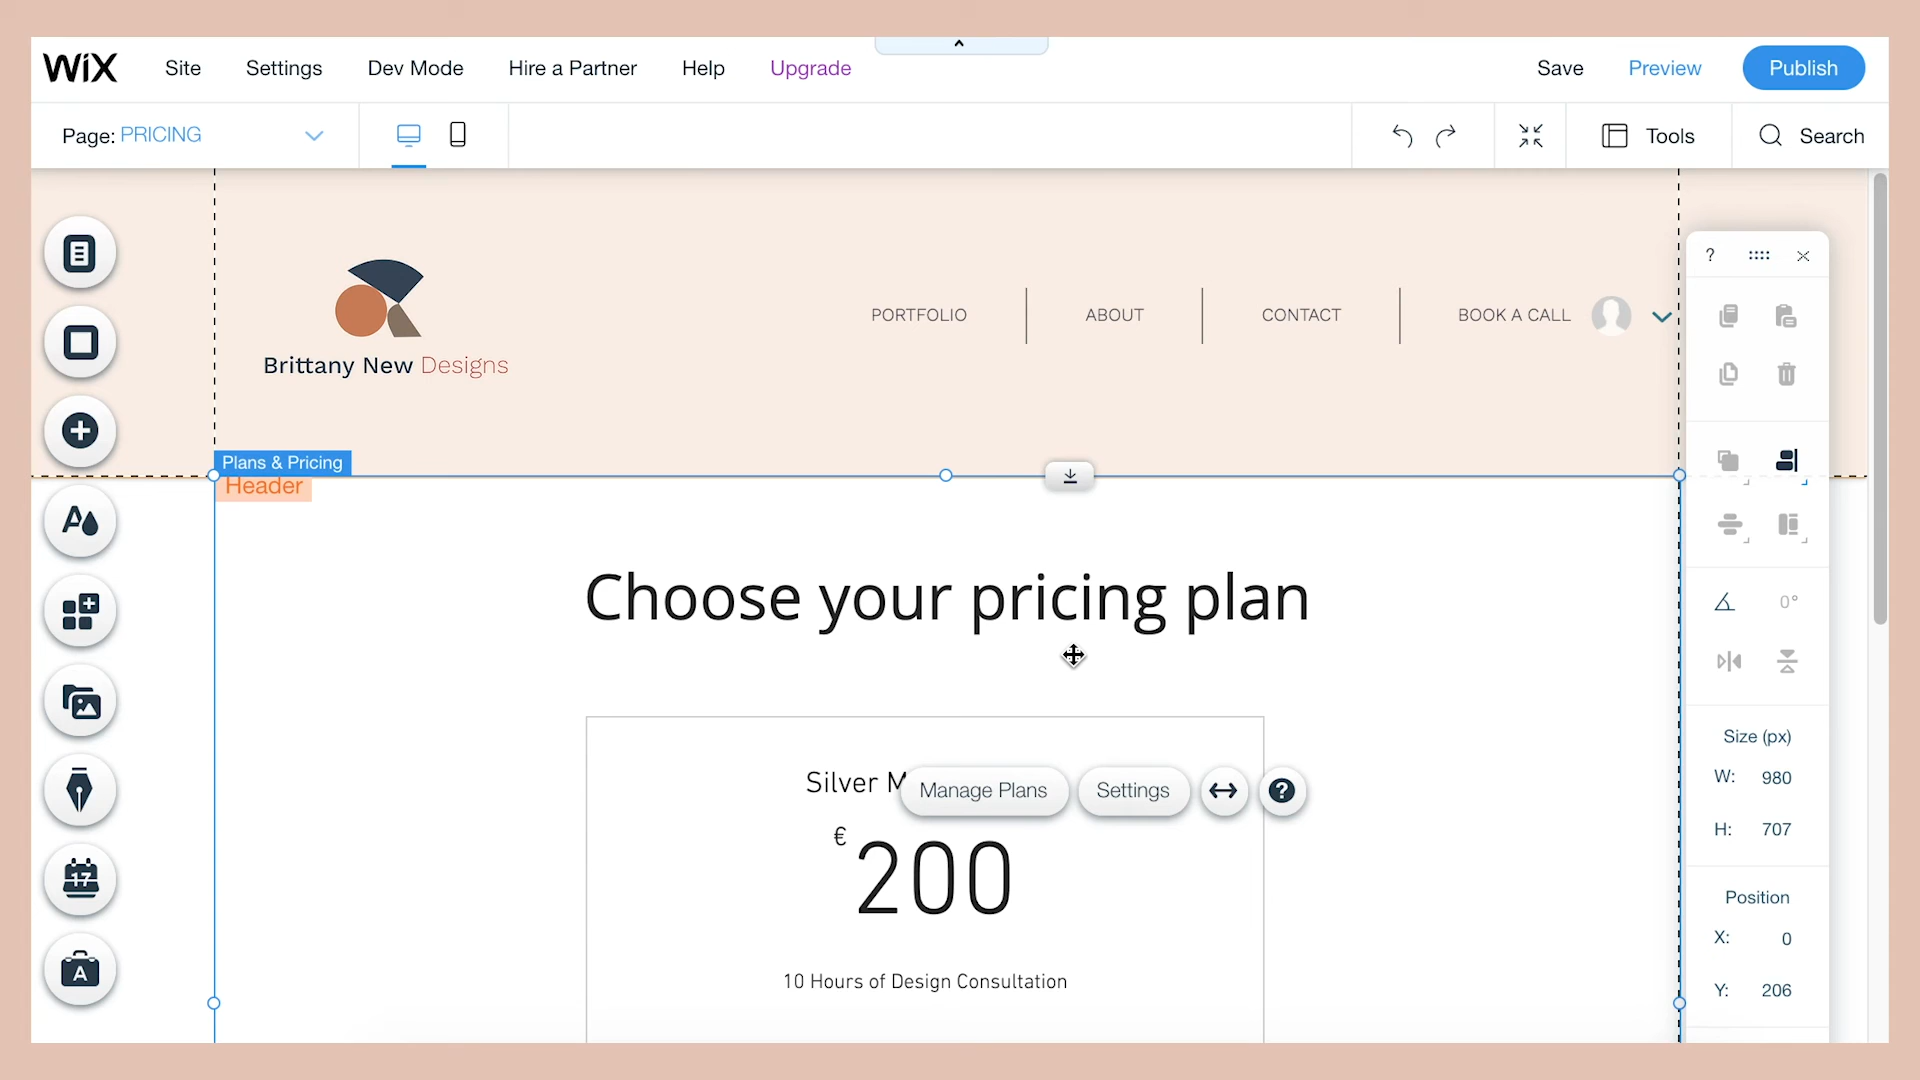 WiX Site Settings Dev Mode Hire a Partner Help Upgrade Save Preview Publish
Page: PRICING Tools Search
PORTFOLIO ABOUT CONTACT BOOK A CALL
Brittany New Designs
Plans & Pricing
Header
Choose your pricing plan
Silver M
Manage Plans Settings ?
€
200
10 Hours of Design Consultation
17
A
?
0°
Size (px)
W: 980
H: 707
Position
X: 0
Y: 206